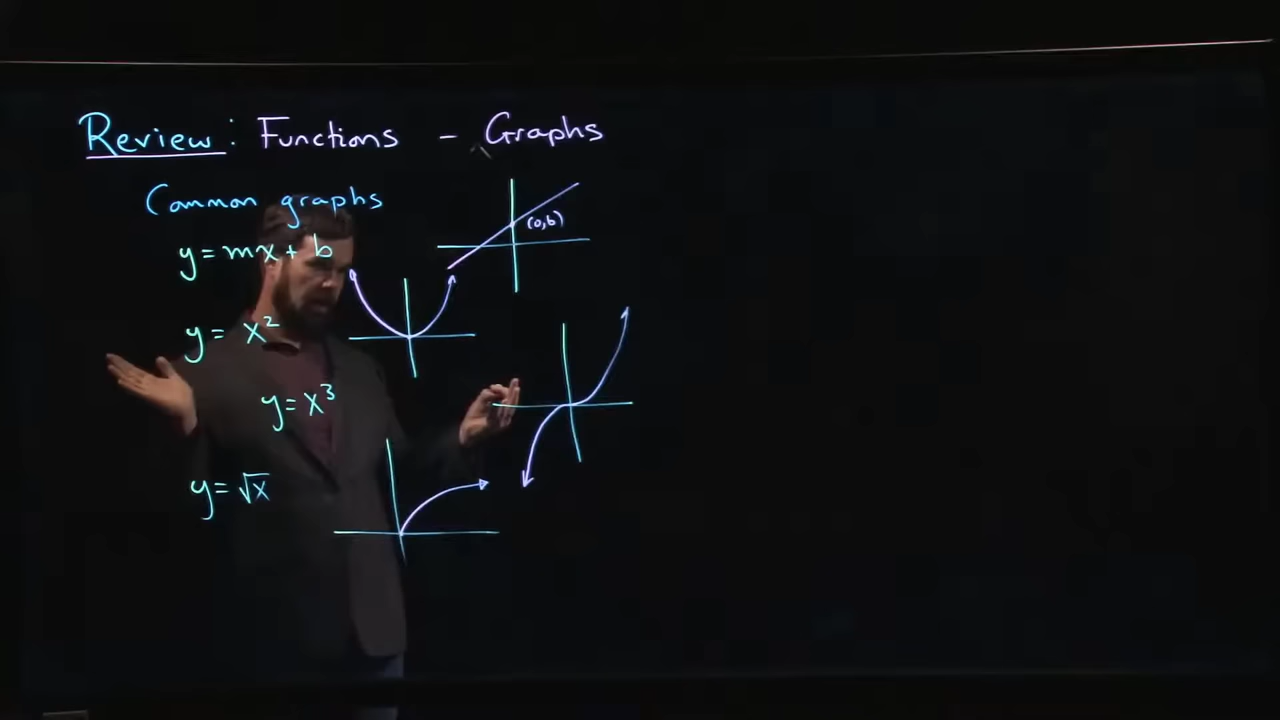 Review: Functions - Graphs
Common graphs
(0,b)
y = mx + b
y = x²
y = x³
y = √x